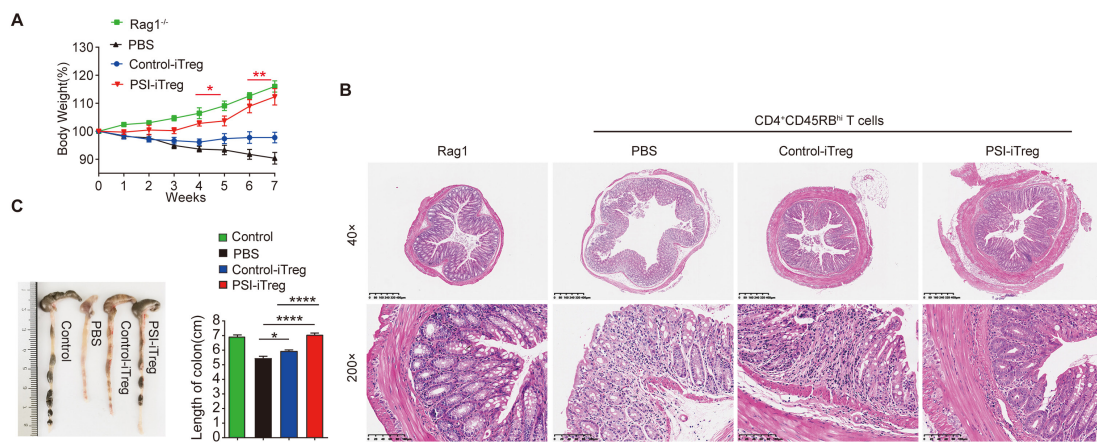 A
Rag1-/-
PBS
Control-iTreg
PSI-iTreg
Body Weight(%)
130
120
110
100
90
*
**
0 1 2 3 4 5 6 7
Weeks
B
CD4+CD45RBhi T cells
Rag1 PBS Control-iTreg PSI-iTreg
40×
200×
C
Control
PBS
Control-iTreg
PSI-iTreg
Control
PBS
Control-iTreg
PSI-iTreg
Length of colon(cm)
8
7
6
5
4
3
2
1
0
*
****
****